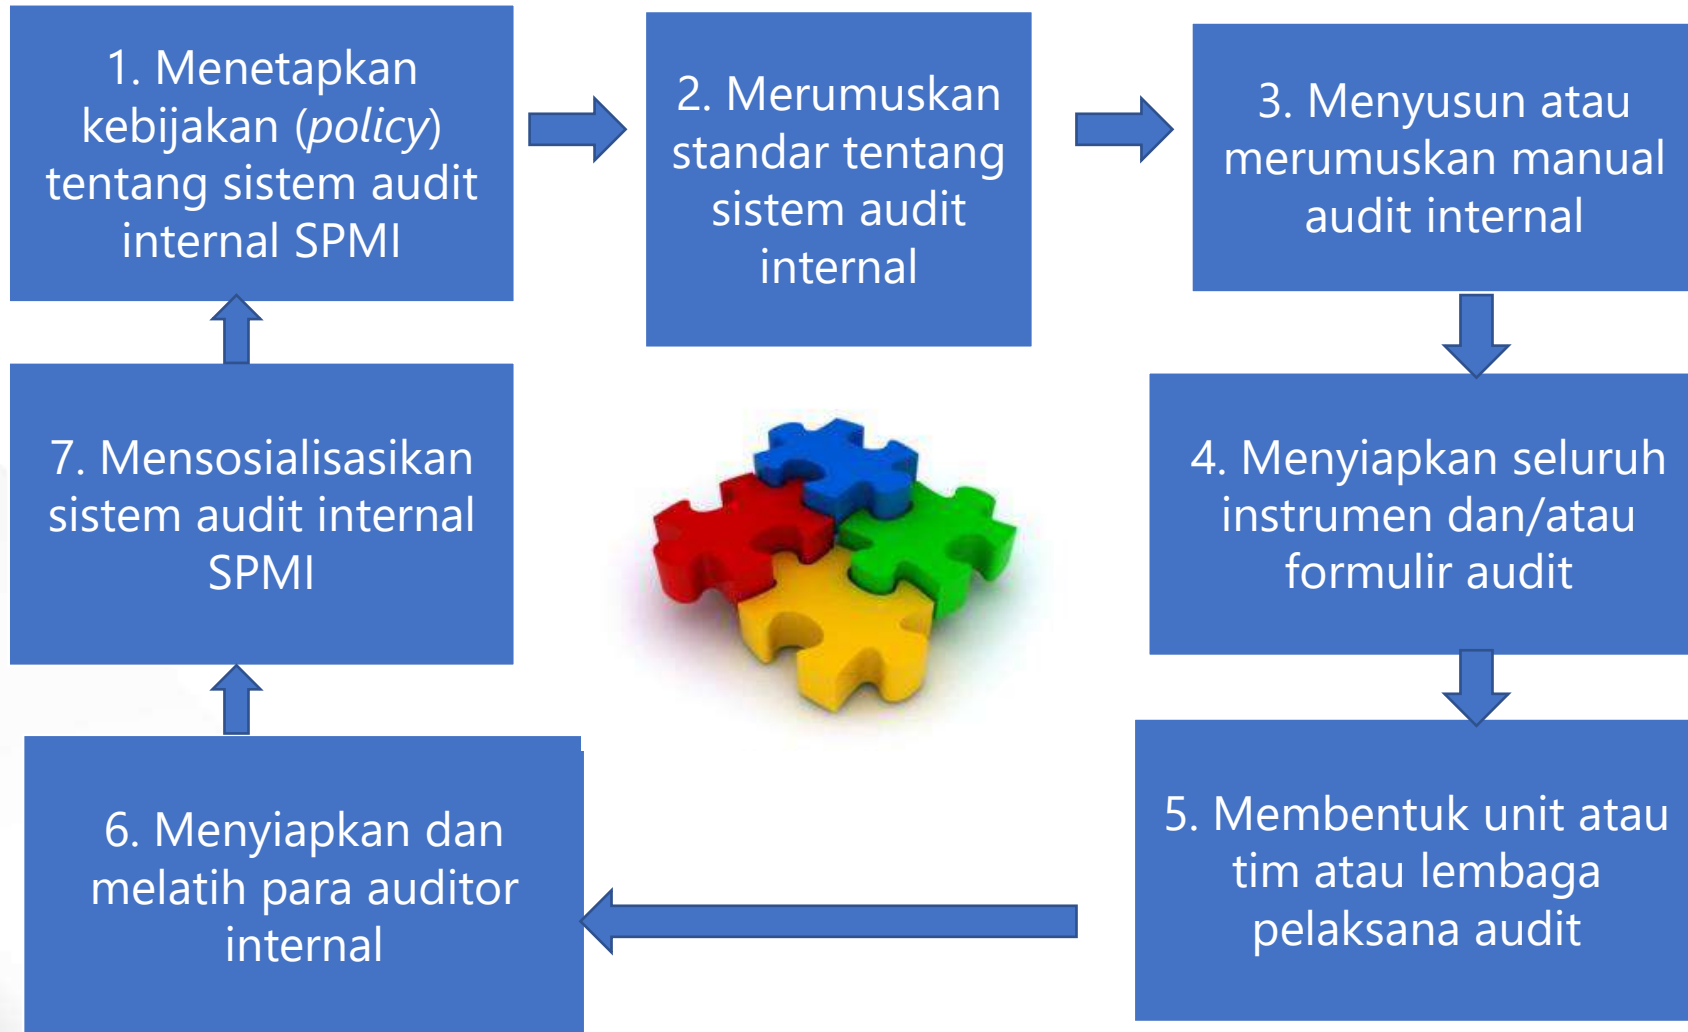 1. Menetapkan
kebijakan (policy)
tentang sistem audit
internal SPMI
2. Merumuskan
standar tentang
sistem audit
internal
3. Menyusun atau
merumuskan manual
audit internal
4. Menyiapkan seluruh
instrumen dan/atau
formulir audit
5. Membentuk unit atau
tim atau lembaga
pelaksana audit
6. Menyiapkan dan
melatih para auditor
internal
7. Mensosialisasikan
sistem audit internal
SPMI